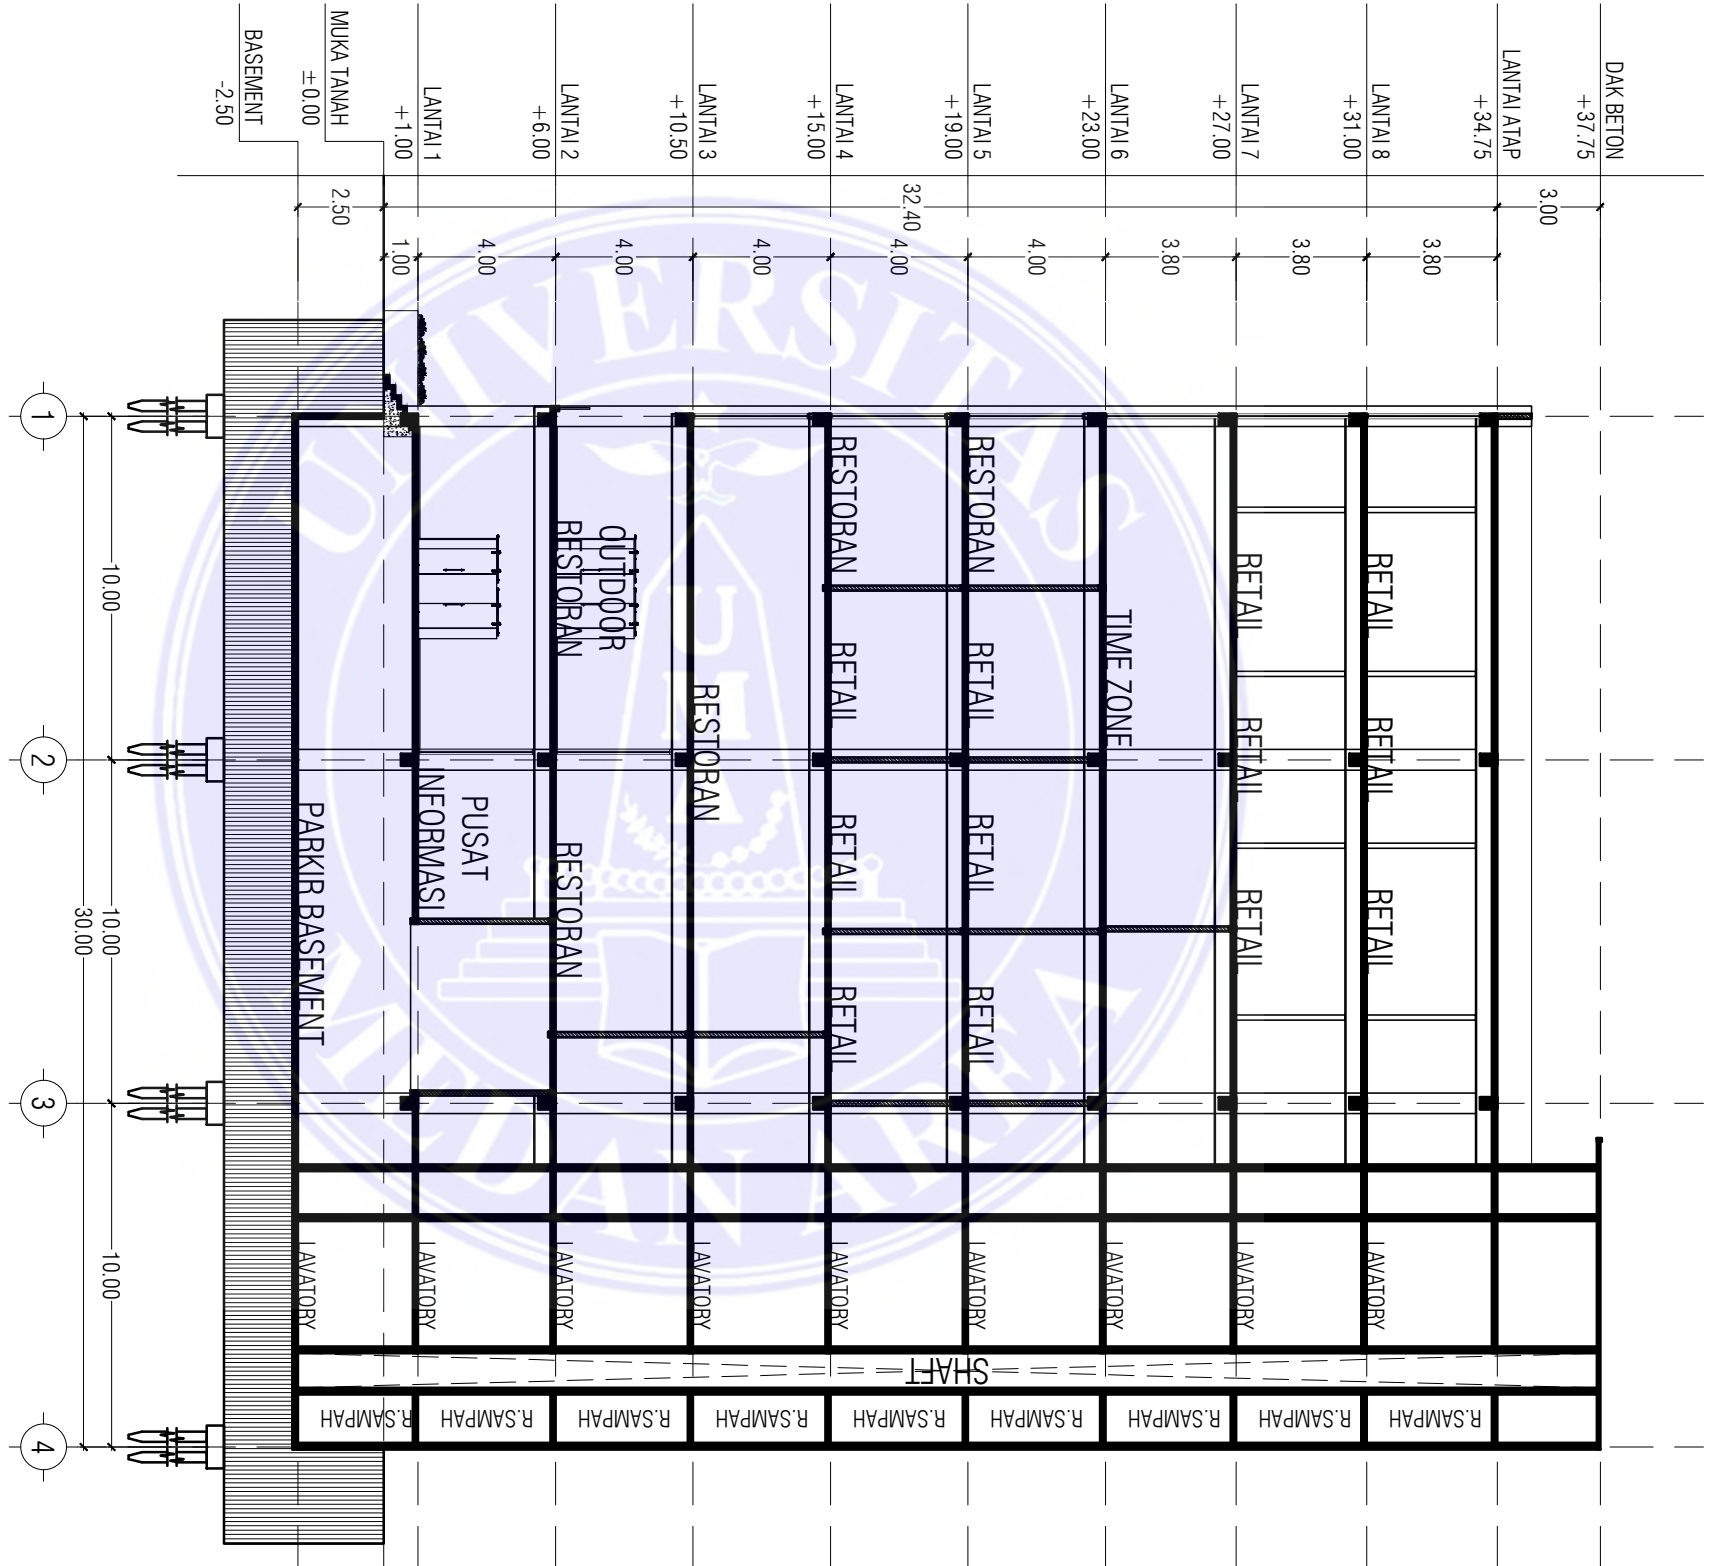 DAK BETON
+37.75
LANTAI ATAP
+34.75
LANTAI 8
+31.00
LANTAI 7
+27.00
LANTAI 6
+23.00
LANTAI 5
+19.00
LANTAI 4
+15.00
LANTAI 3
+10.50
LANTAI 2
+6.00
LANTAI 1
+1.00
MUKA TANAH
±0.00
BASEMENT
-2.50
3.00
32.40
2.50
3.80
3.80
3.80
4.00
4.00
4.00
4.00
4.00
1.00
RETAIL
RETAIL
RETAIL
LAVATORY
R.SAMPAH
RETAIL
RETAIL
RETAIL
LAVATORY
R.SAMPAH
TIME ZONE
LAVATORY
R.SAMPAH
RESTORAN
RETAIL
RETAIL
RETAIL
LAVATORY
R.SAMPAH
RESTORAN
RETAIL
RETAIL
RETAIL
LAVATORY
R.SAMPAH
RESTORAN
LAVATORY
R.SAMPAH
OUTDOOR
RESTORAN
RESTORAN
LAVATORY
R.SAMPAH
PUSAT
INFORMASI
LAVATORY
R.SAMPAH
PARKIR BASEMENT
LAVATORY
R.SAMPAH
SHAFT
10.00
10.00
10.00
30.00
1
2
3
4
UNIVERSITAS
MEDAN AREA
UMA